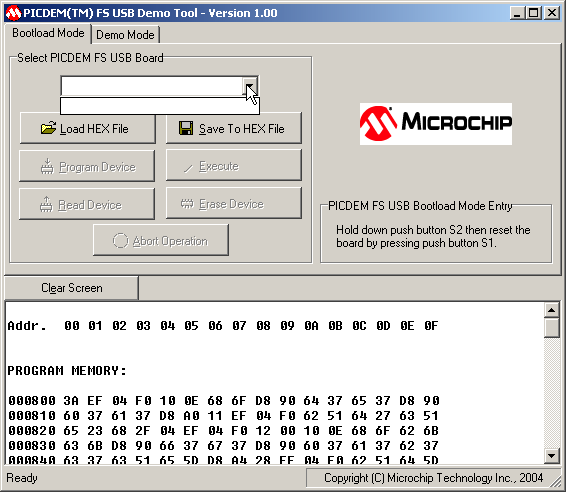 PICDEM(TM) FS USB Demo Tool - Version 1.00
Bootload Mode Demo Mode
Select PICDEM FS USB Board
Load HEX File Save To HEX File
Program Device Execute
Read Device Erase Device
Abort Operation
MICROCHIP
PICDEM FS USB Bootload Mode Entry
Hold down push button S2 then reset the
board by pressing push button S1.
Clear Screen
Addr. 00 01 02 03 04 05 06 07 08 09 0A 0B 0C 0D 0E 0F
PROGRAM MEMORY:
000800 3A EF 04 F0 10 0E 68 6F D8 90 64 37 65 37 D8 90
000810 60 37 61 37 D8 A0 11 EF 04 F0 62 51 64 27 63 51
000820 65 23 68 2F 04 EF 04 F0 12 00 10 0E 68 6F 62 6B
000830 63 6B D8 90 66 37 67 37 D8 90 60 37 61 37 62 37
000840 63 37 63 51 65 5D D8 A4 28 EF 04 F0 62 51 64 5D
Ready Copyright (C) Microchip Technology Inc., 2004